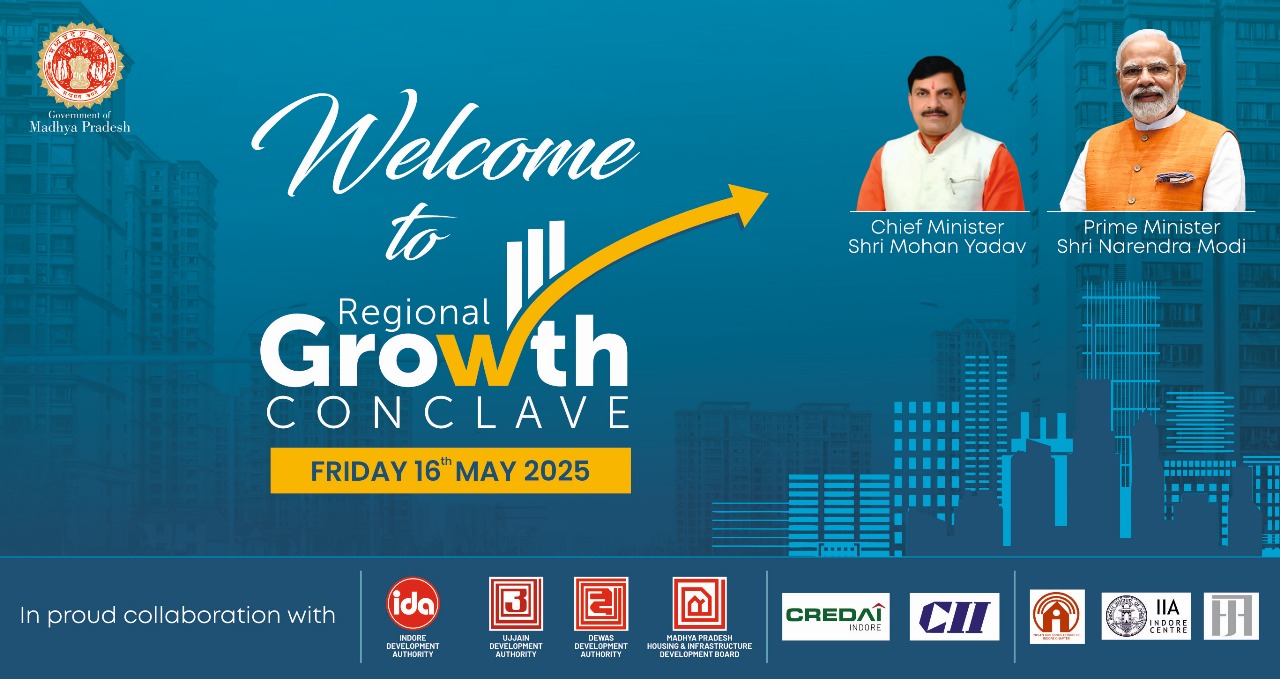 Government of
Madhya Pradesh
Welcome
to
Regional
Growth
CONCLAVE
FRIDAY 16th MAY 2025
Chief Minister
Shri Mohan Yadav
Prime Minister
Shri Narendra Modi
In proud collaboration with
ida
INDORE
DEVELOPMENT
AUTHORITY
UJJAIN
DEVELOPMENT
AUTHORITY
DEWAS
DEVELOPMENT
AUTHORITY
MADHYA PRADESH
HOUSING & INFRASTRUCTURE
DEVELOPMENT BOARD
CREDAI
INDORE
CII
IIA
INDORE
CENTRE